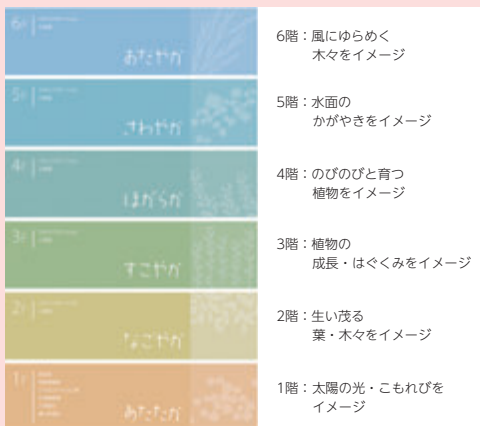 6F
おだやか
6階：風にゆらめく
木々をイメージ
5F
さわやか
5階：水面の
かがやきをイメージ
4F
ほがらか
4階：のびのびと育つ
植物をイメージ
3F
すこやか
3階：植物の
成長・はぐくみをイメージ
2F
なごやか
2階：生い茂る
葉・木々をイメージ
1F
あたたか
1階：太陽の光・こもれびを
イメージ